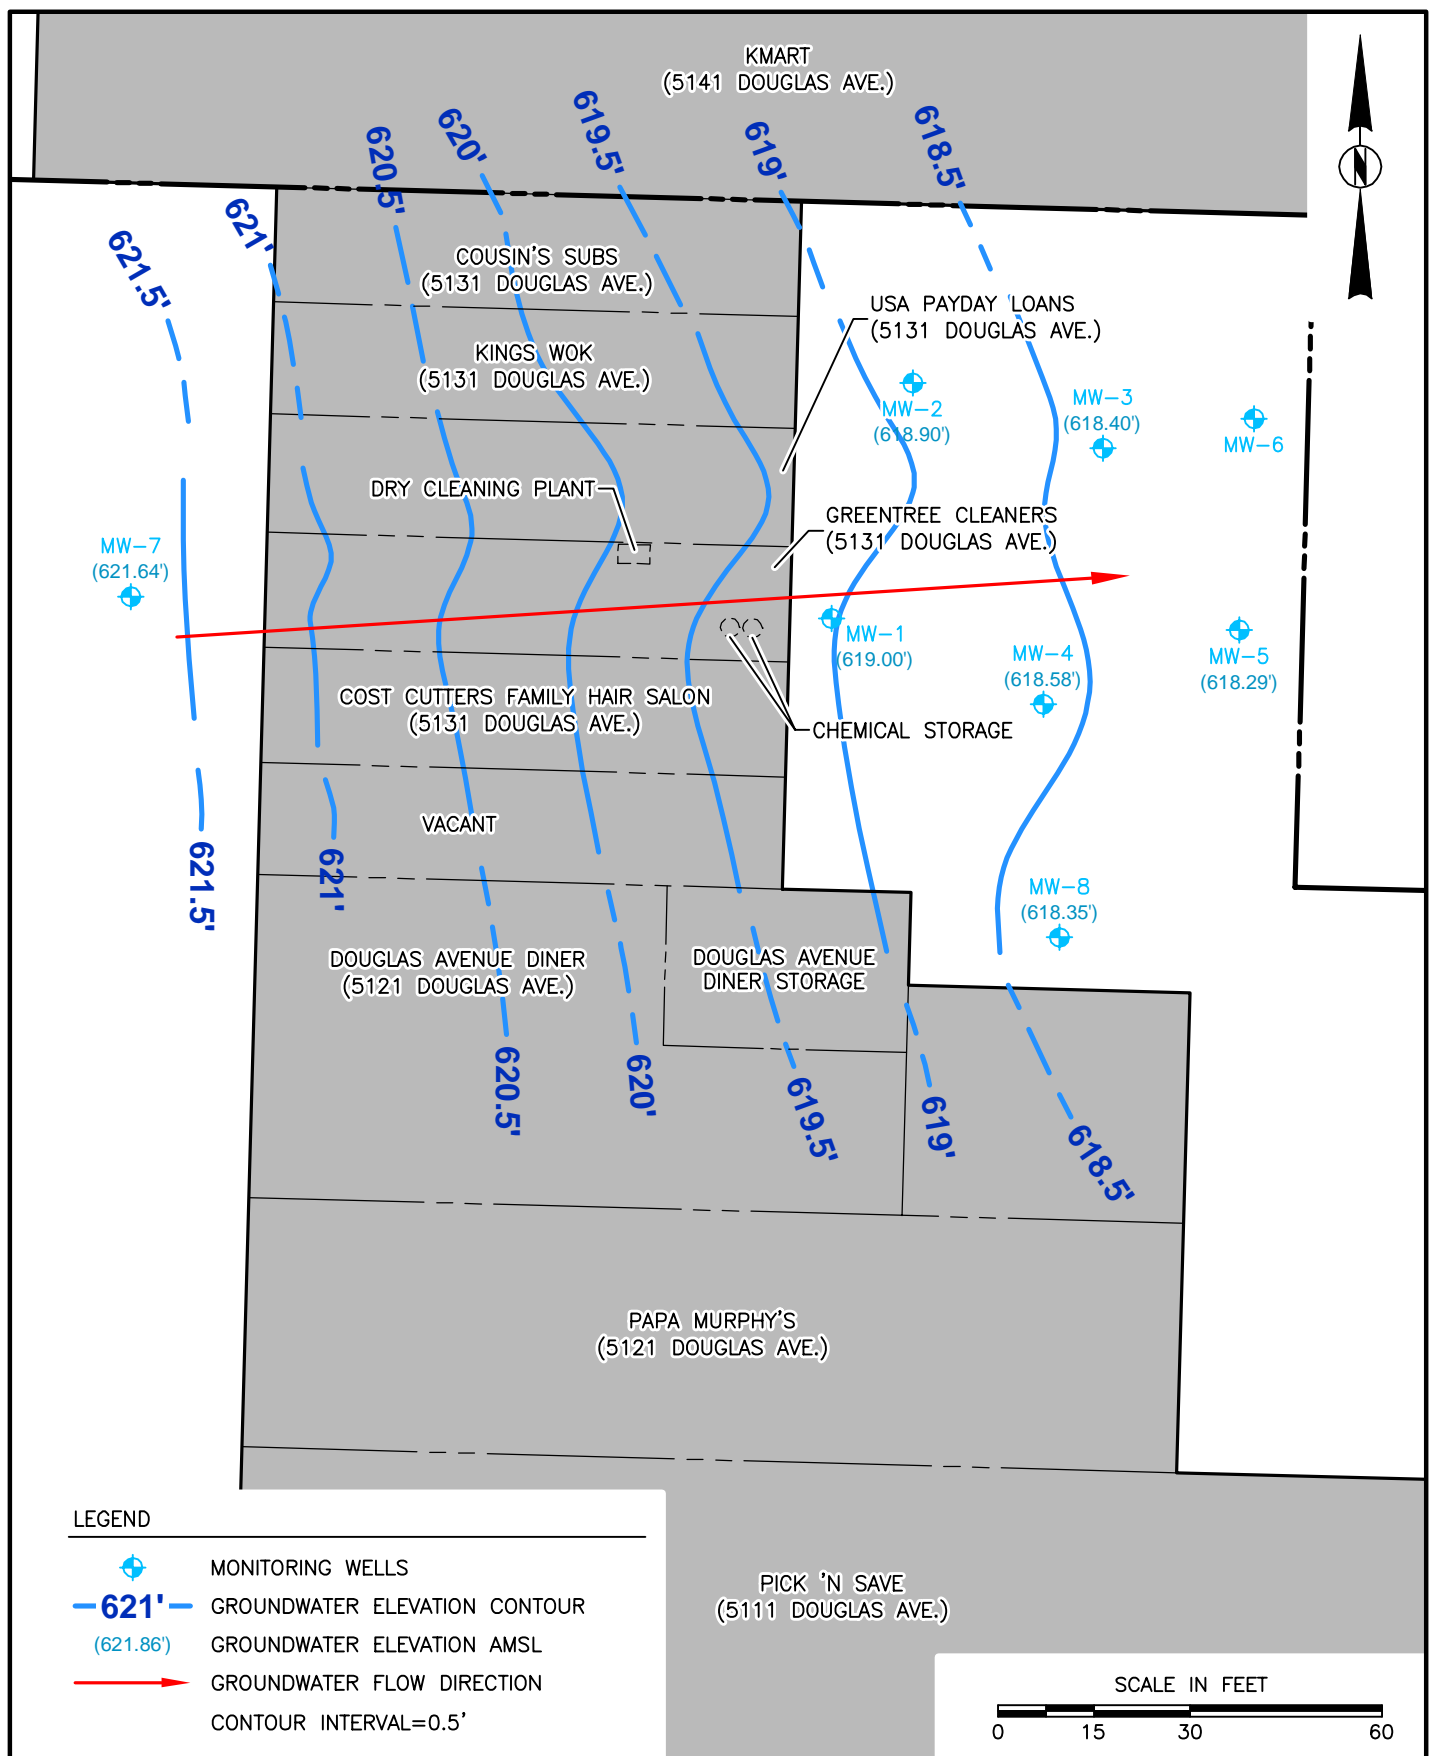 KMART
(5141 DOUGLAS AVE.)
N
621.5'
621'
620.5'
620'
619.5'
619'
618.5'
COUSIN'S SUBS
(5131 DOUGLAS AVE.)
USA PAYDAY LOANS
(5131 DOUGLAS AVE.)
KINGS WOK
(5131 DOUGLAS AVE.)
MW-2
(618.90')
MW-3
(618.40')
MW-6
DRY CLEANING PLANT
GREENTREE CLEANERS
(5131 DOUGLAS AVE.)
MW-7
(621.64')
MW-1
(619.00')
MW-4
(618.58')
MW-5
(618.29')
COST CUTTERS FAMILY HAIR SALON
(5131 DOUGLAS AVE.)
CHEMICAL STORAGE
VACANT
MW-8
(618.35')
DOUGLAS AVENUE DINER
(5121 DOUGLAS AVE.)
DOUGLAS AVENUE
DINER STORAGE
621.5'
621'
620.5'
620'
619.5'
619'
618.5'
PAPA MURPHY'S
(5121 DOUGLAS AVE.)
PICK 'N SAVE
(5111 DOUGLAS AVE.)
LEGEND
MONITORING WELLS
621' GROUNDWATER ELEVATION CONTOUR
(621.86') GROUNDWATER ELEVATION AMSL
GROUNDWATER FLOW DIRECTION
CONTOUR INTERVAL=0.5'
SCALE IN FEET
0 15 30 60